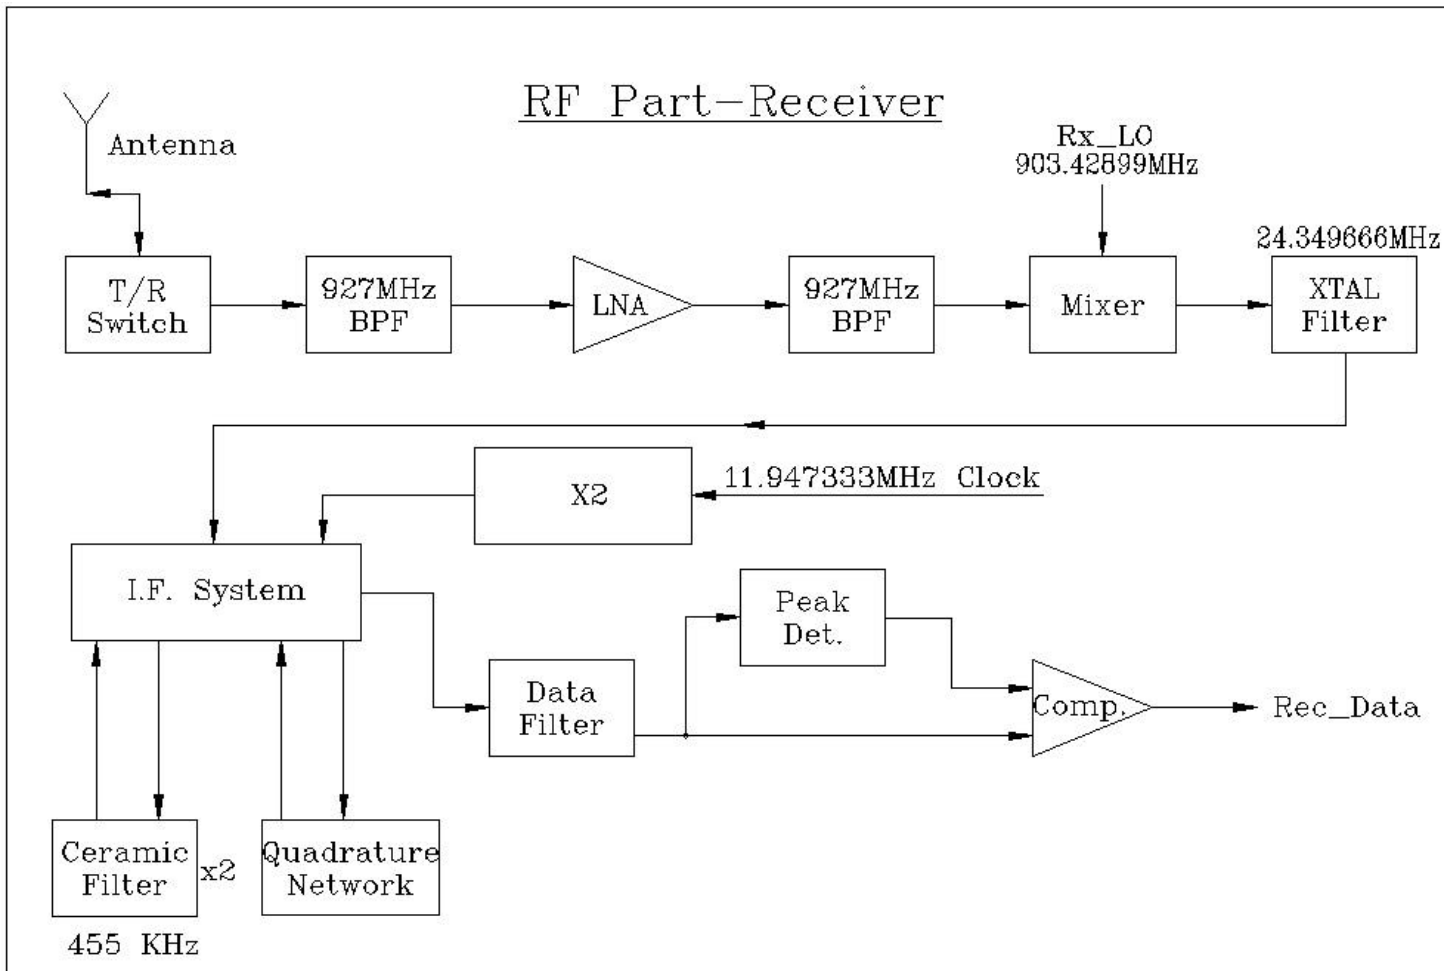 RF Part-Receiver
Antenna
Rx_LO
903.42899MHz
24.349666MHz
T/R
Switch
927MHz
BPF
LNA
927MHz
BPF
Mixer
XTAL
Filter
X2
11.947333MHz Clock
I.F. System
Peak
Det.
Data
Filter
Comp.
Rec_Data
Ceramic
Filter
x2
Quadrature
Network
455 KHz